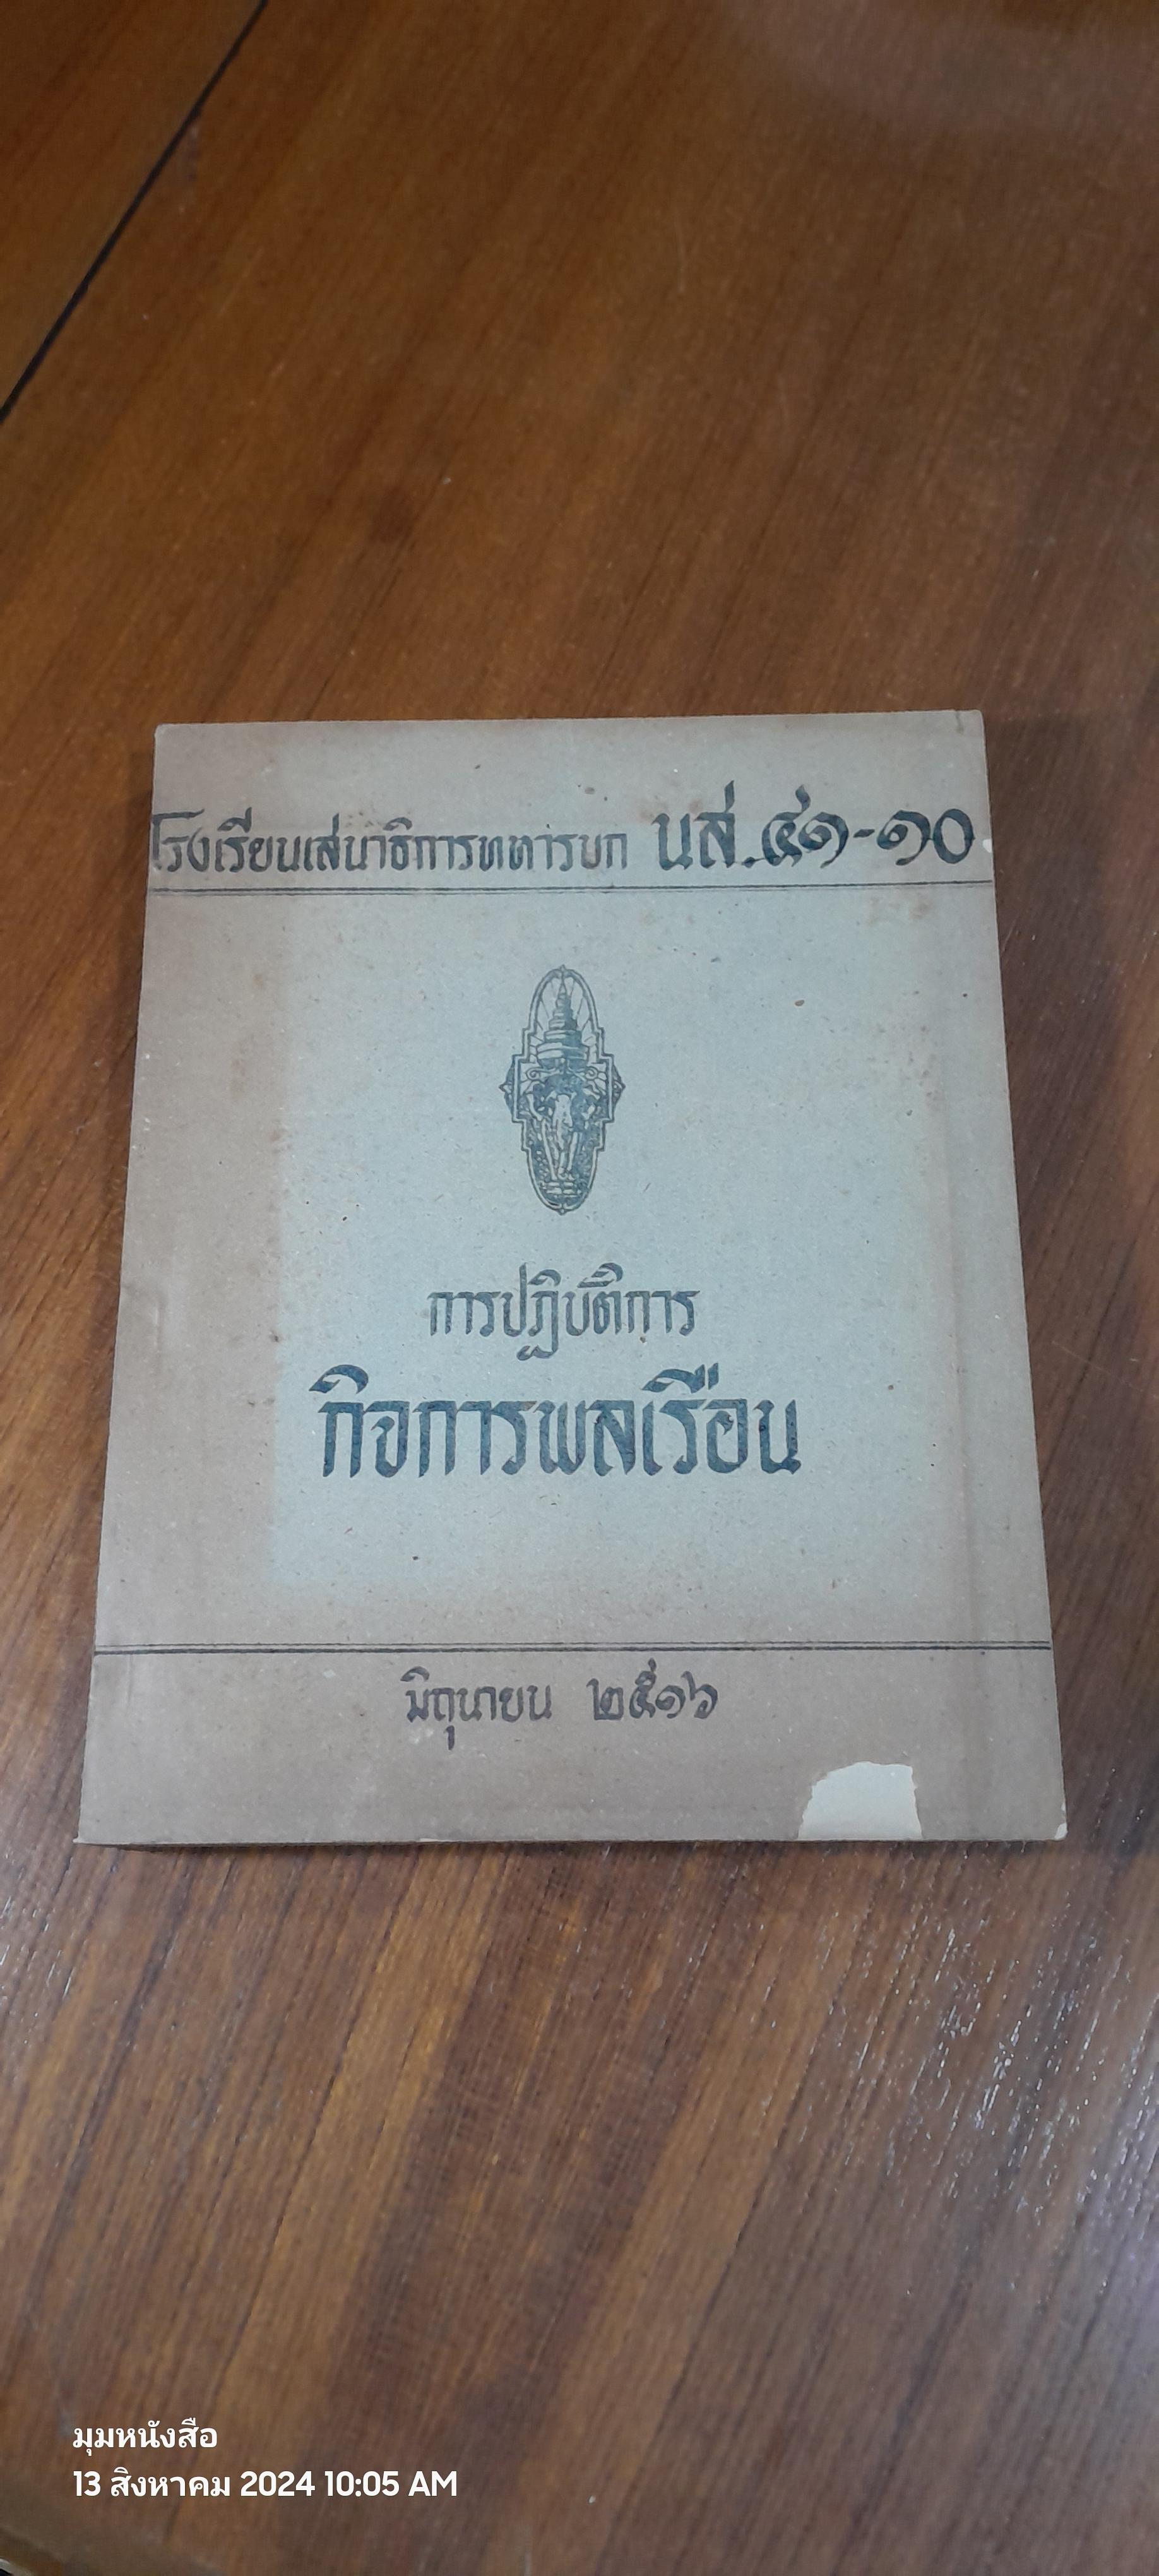 โรงเรียนเสนาธิการทหารบก นส.๔๑-๑๐
การปฏิบัติการ
กิจการพลเรือน
มิถุนายน ๒๕๑๖
มุมหนังสือ
13 สิงหาคม 2024 10:05 AM